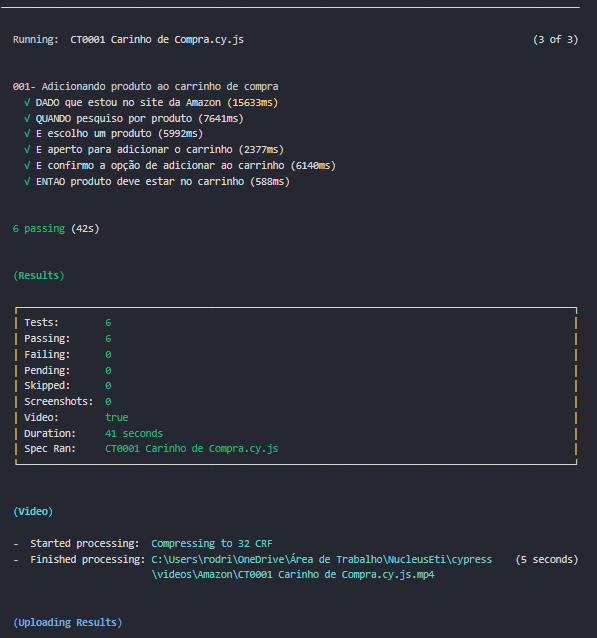 Running:  CT0001 Carinho de Compra.cy.js (3 of 3)
001- Adicionando produto ao carrinho de compra
√ DADO que estou no site da Amazon (15633ms)
√ QUANDO pesquiso por produto (7641ms)
√ E escolho um produto (5992ms)
√ E aperto para adicionar o carrinho (2377ms)
√ E confirmo a opção de adicionar ao carrinho (6140ms)
√ ENTAO produto deve estar no carrinho (588ms)
6 passing (42s)
(Results)
Tests: 6
Passing: 6
Failing: 0
Pending: 0
Skipped: 0
Screenshots: 0
Video: true
Duration: 41 seconds
Spec Ran: CT0001 Carinho de Compra.cy.js
(Video)
- Started processing: Compressing to 32 CRF
- Finished processing: C:\Users\rodri\OneDrive\Área de Trabalho\NucleusEti\cypress (5 seconds)
\videos\Amazon\CT0001 Carinho de Compra.cy.js.mp4
(Uploading Results)